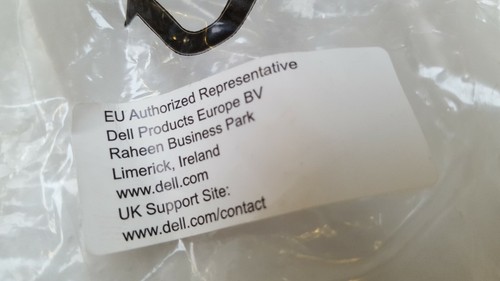 EU Authorized Representative
Dell Products Europe BV
Raheen Business Park
Limerick, Ireland
www.dell.com
UK Support Site:
www.dell.com/contact